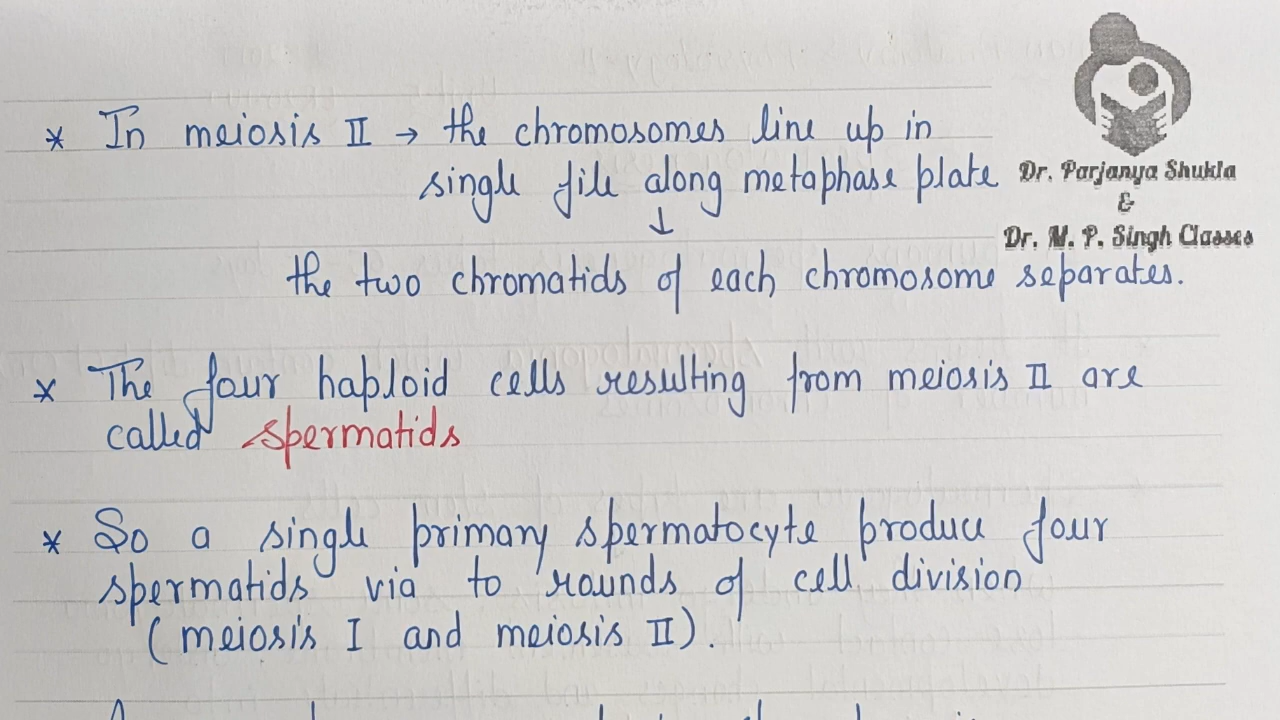 * In meiosis II → the chromosomes line up in
single file along metaphase plate
↓
the two chromatids of each chromosome separates.
* The four haploid cells resulting from meiosis II are
called spermatids
* So a single primary spermatocyte produce four
spermatids via to rounds of cell division
(meiosis I and meiosis II).
Dr. Parjanya Shukla
&
Dr. M. P. Singh Classes